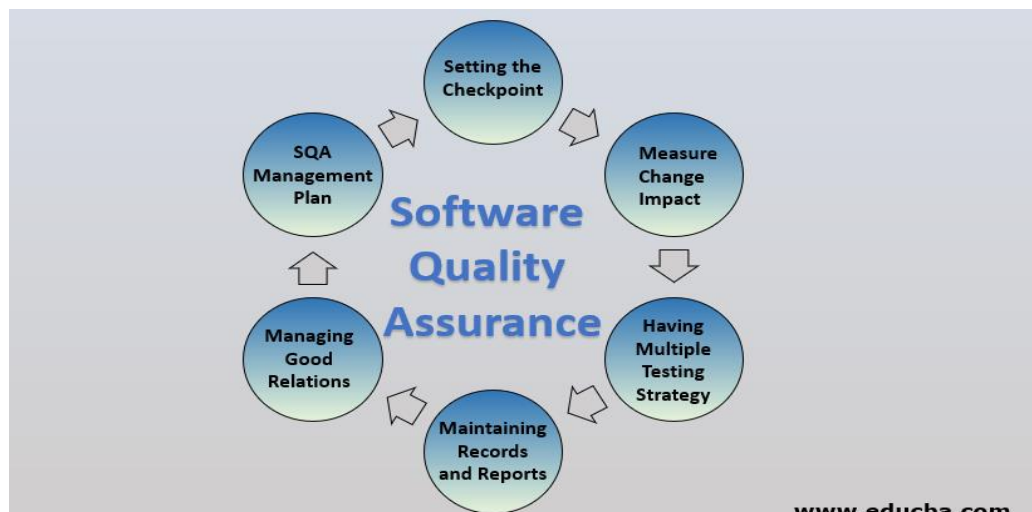 Setting the
Checkpoint
Measure
Change
Impact
Having
Multiple
Testing
Strategy
Maintaining
Records
and Reports
Managing
Good
Relations
SQA
Management
Plan
Software
Quality
Assurance
www.educba.com